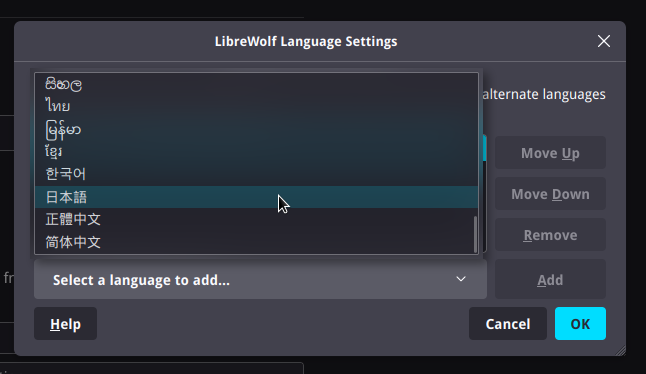 LibreWolf Language Settings
alternate languages
සිංහල
ไทย
မြန်မာ
ខ្មែរ
한국어
日本語
正體中文
简体中文
Move Up
Move Down
Remove
Select a language to add...
Add
Help
Cancel
OK